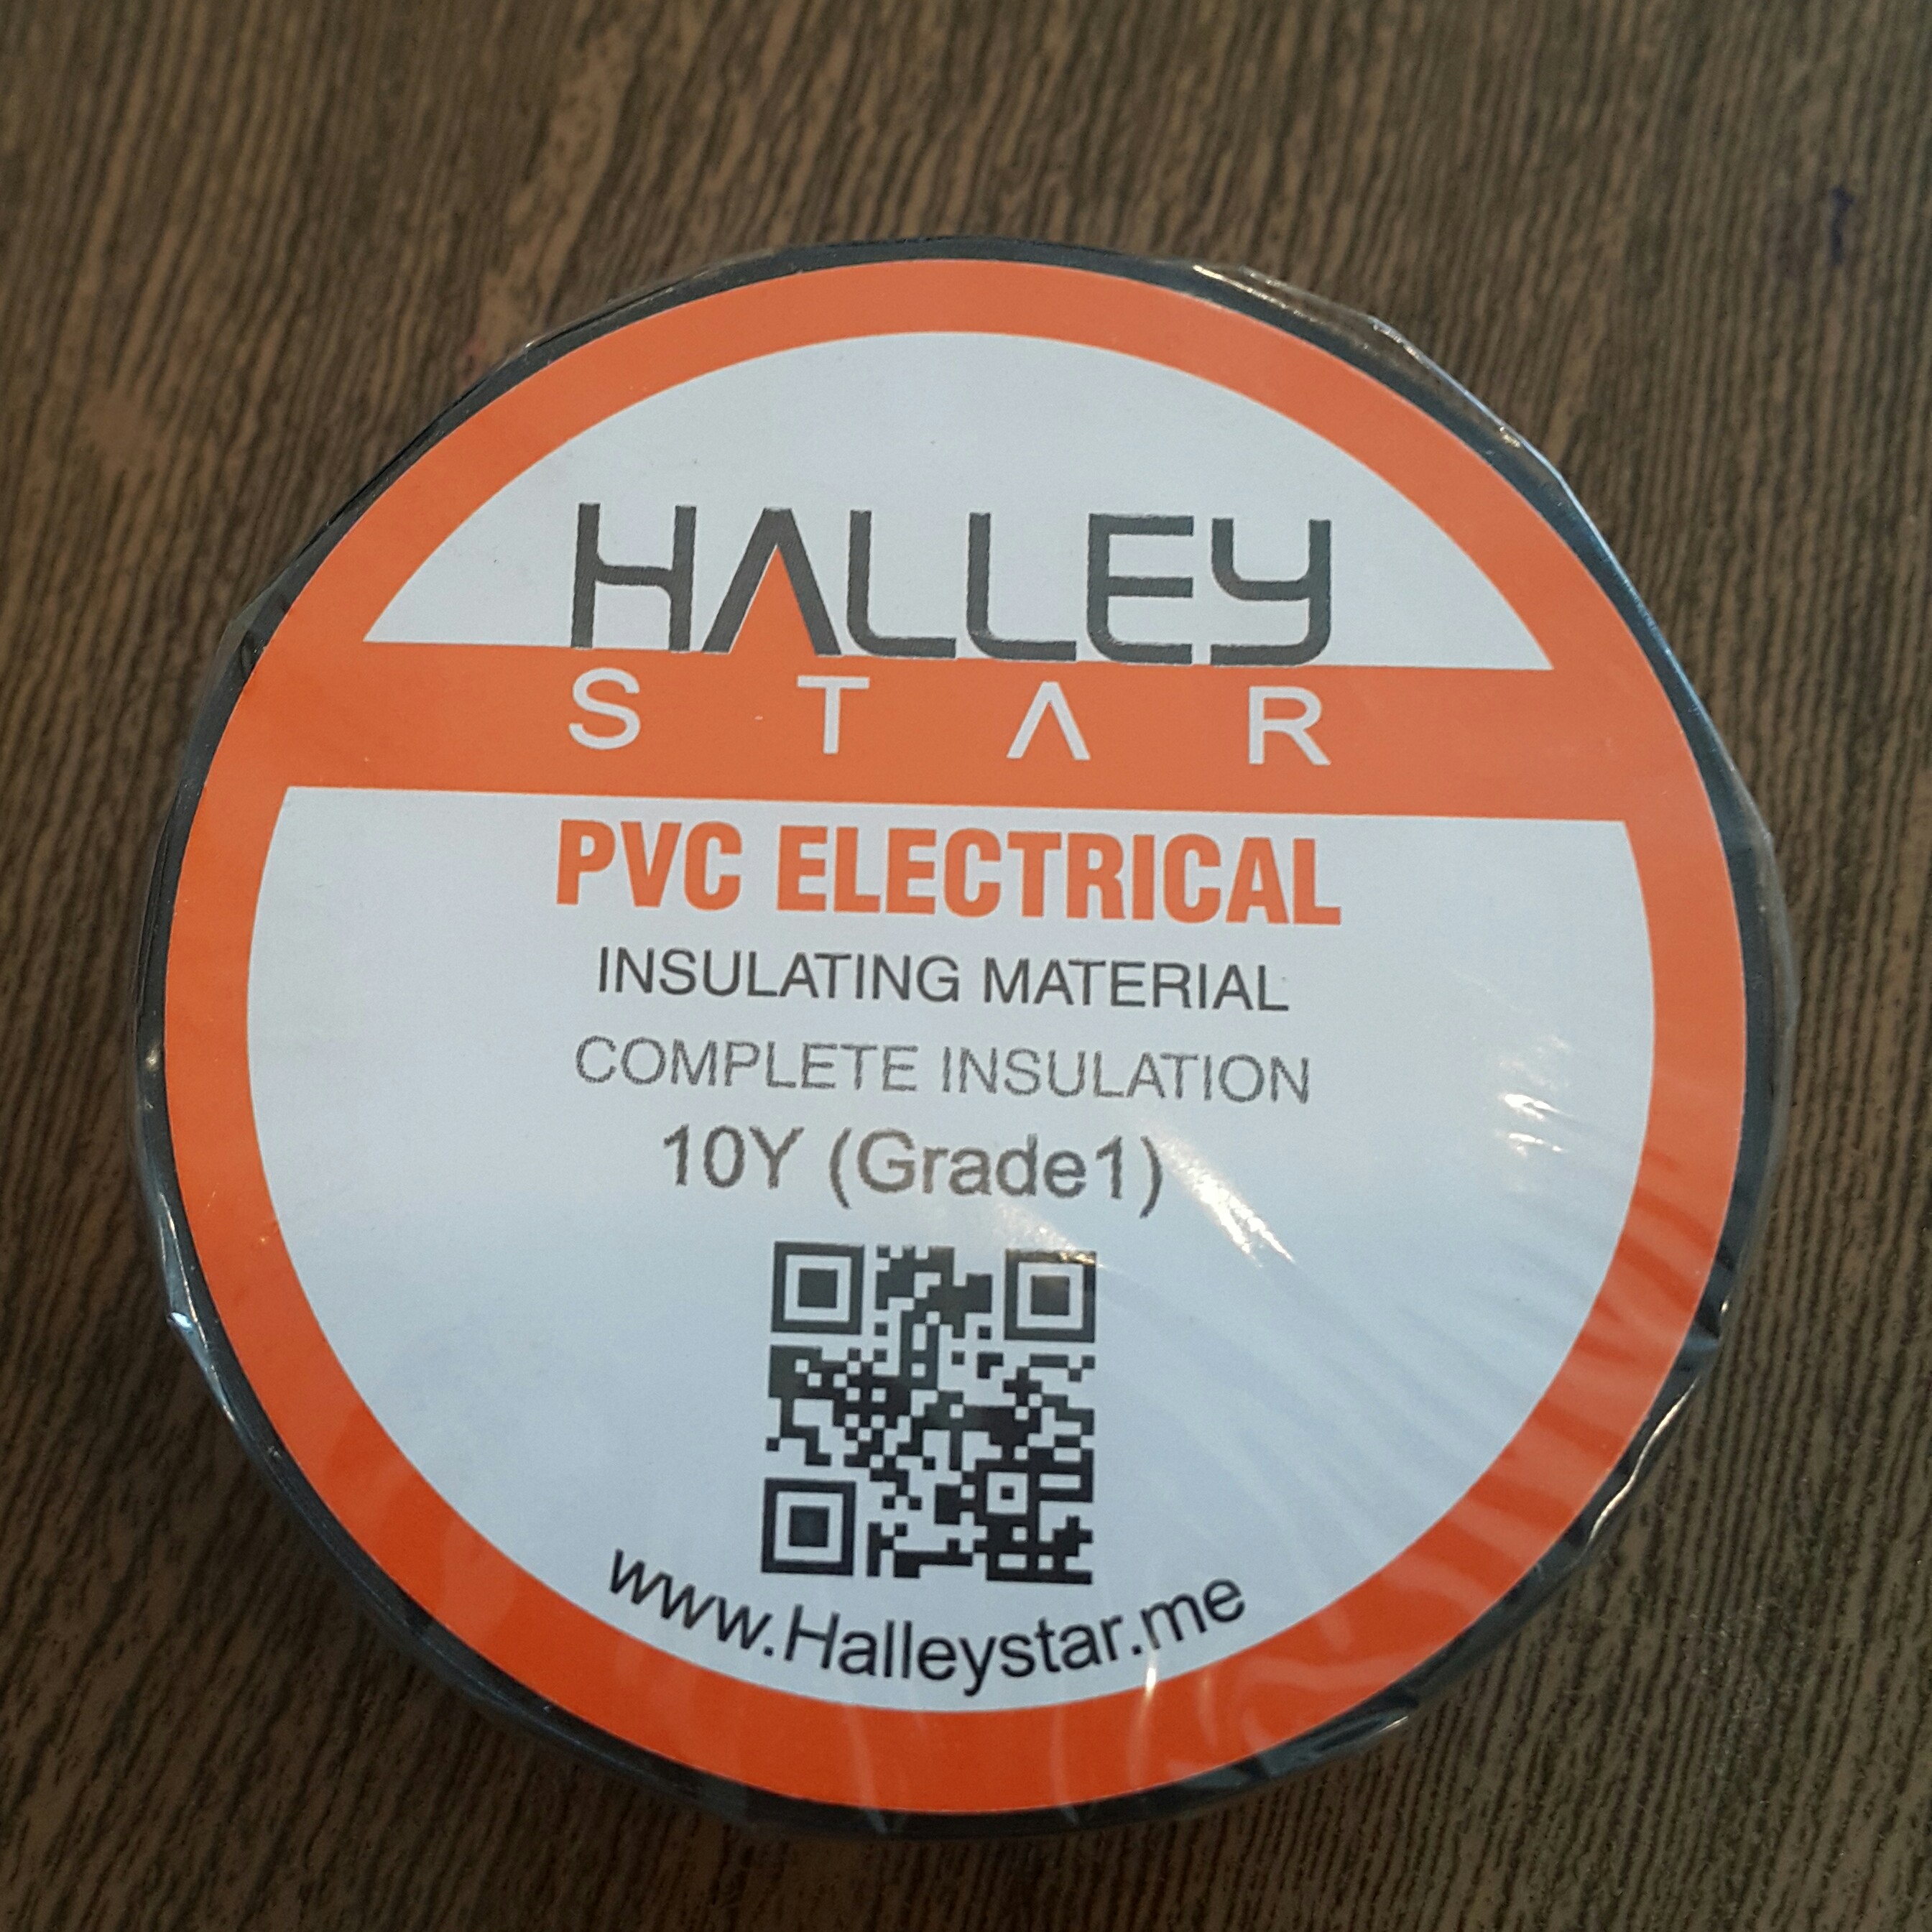 HALLEY
STAR
PVC ELECTRICAL
INSULATING MATERIAL
COMPLETE INSULATION
10Y (Grade1)
www.Halleystar.me